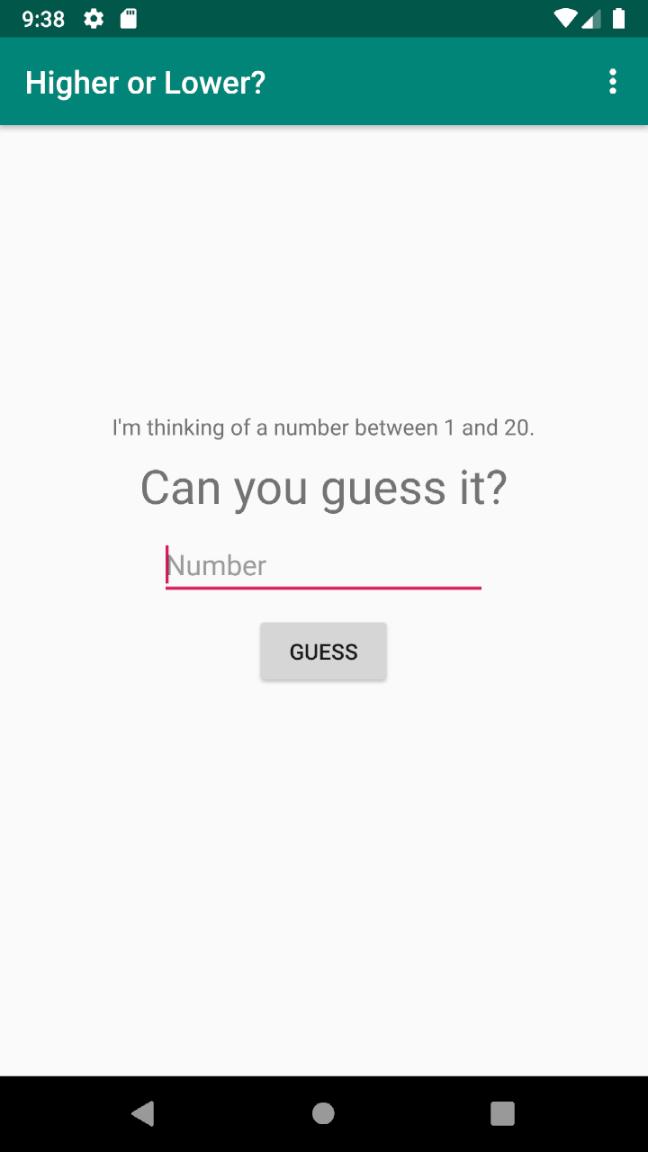 9:38
Higher or Lower?
I'm thinking of a number between 1 and 20.
Can you guess it?
Number
GUESS